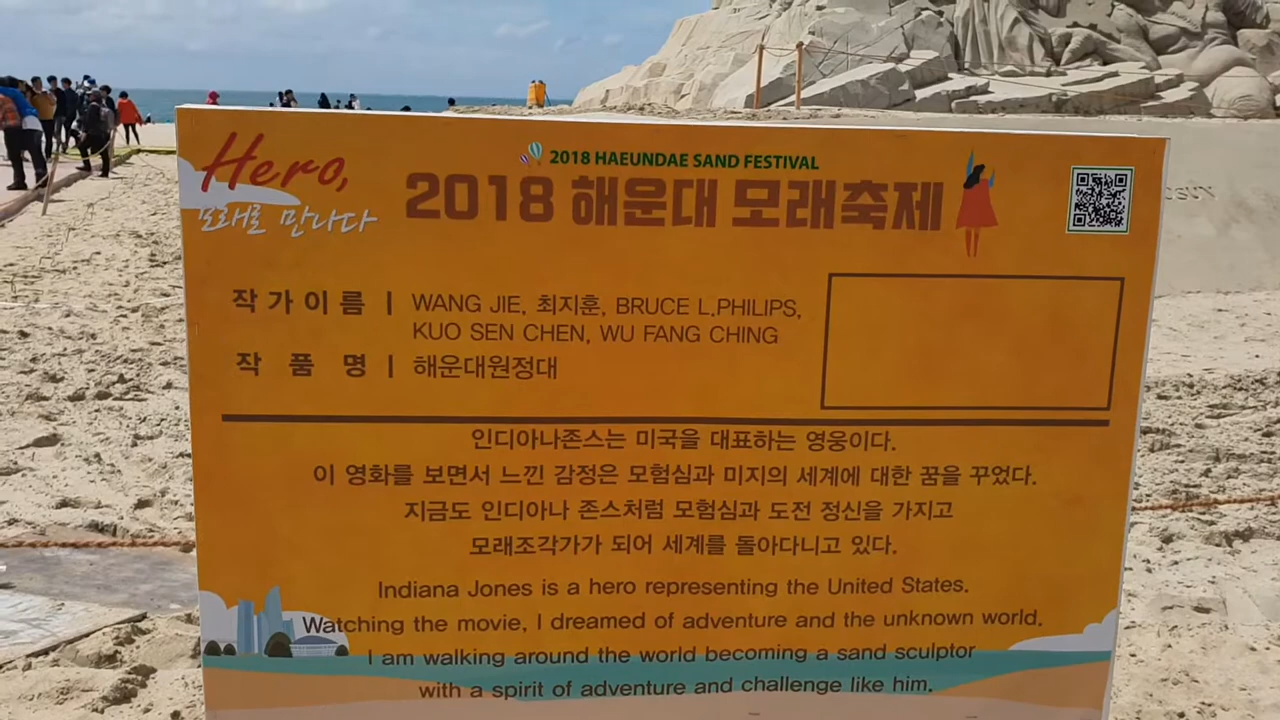 Hero,
모래로 만나다
2018 HAEUNDAE SAND FESTIVAL
2018 해운대 모래축제
작가이름 | WANG JIE, 최지훈, BRUCE L.PHILIPS,
KUO SEN CHEN, WU FANG CHING
작 품 명 | 해운대원정대
인디아나존스는 미국을 대표하는 영웅이다.
이 영화를 보면서 느낀 감정은 모험심과 미지의 세계에 대한 꿈을 꾸었다.
지금도 인디아나 존스처럼 모험심과 도전 정신을 가지고
모래조각가가 되어 세계를 돌아다니고 있다.
Indiana Jones is a hero representing the United States.
Watching the movie, I dreamed of adventure and the unknown world.
I am walking around the world becoming a sand sculptor
with a spirit of adventure and challenge like him.